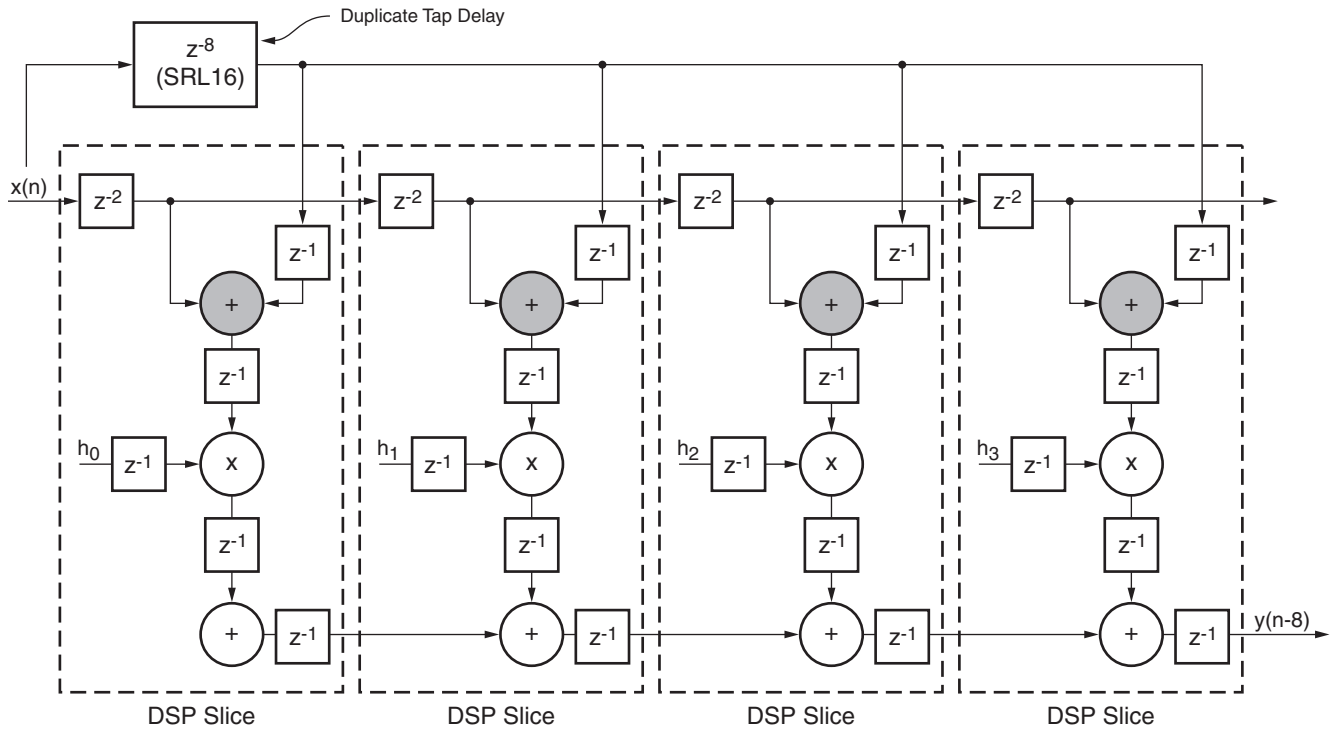 Duplicate Tap Delay
z-8
(SRL16)
x(n)
z-2
z-2
z-2
z-2
z-1
z-1
z-1
z-1
+
+
+
+
z-1
z-1
z-1
z-1
h0
z-1
x
h1
z-1
x
h2
z-1
x
h3
z-1
x
z-1
z-1
z-1
z-1
+
z-1
+
z-1
+
z-1
+
z-1
y(n-8)
DSP Slice
DSP Slice
DSP Slice
DSP Slice